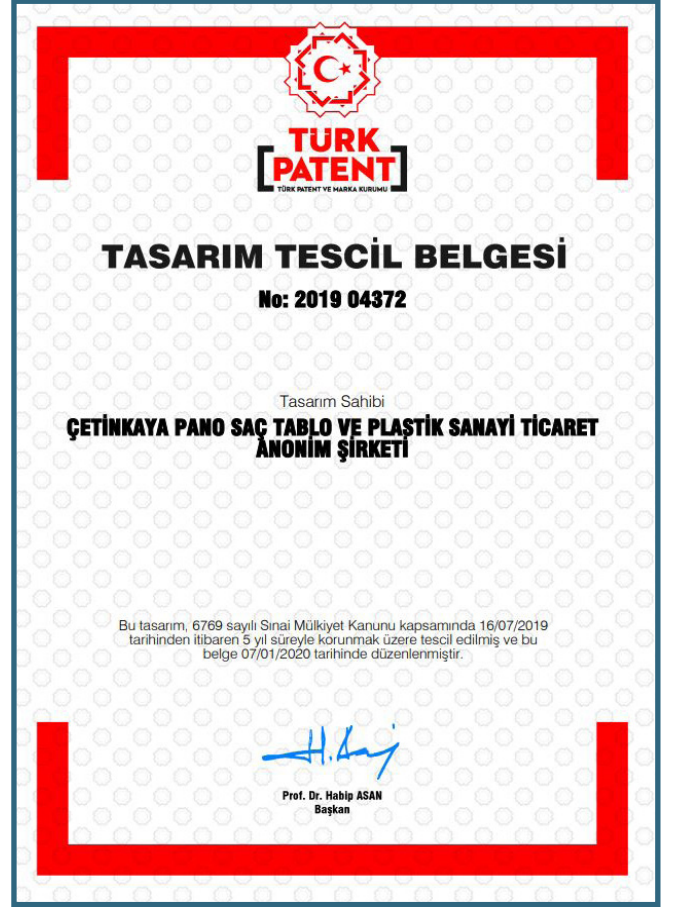 TÜRK
PATENT
TÜRK PATENT VE MARKA KURUMU
TASARIM TESCİL BELGESİ
No: 2019 04372
Tasarım Sahibi
ÇETİNKAYA PANO SAÇ TABLO VE PLASTİK SANAYİ TİCARET
ANONİM ŞİRKETİ
Bu tasarım, 6769 sayılı Sınai Mülkiyet Kanunu kapsamında 16/07/2019
tarihinden itibaren 5 yıl süreyle korunmak üzere tescil edilmiş ve bu
belge 07/01/2020 tarihinde düzenlenmiştir.
Prof. Dr. Habip ASAN
Başkan